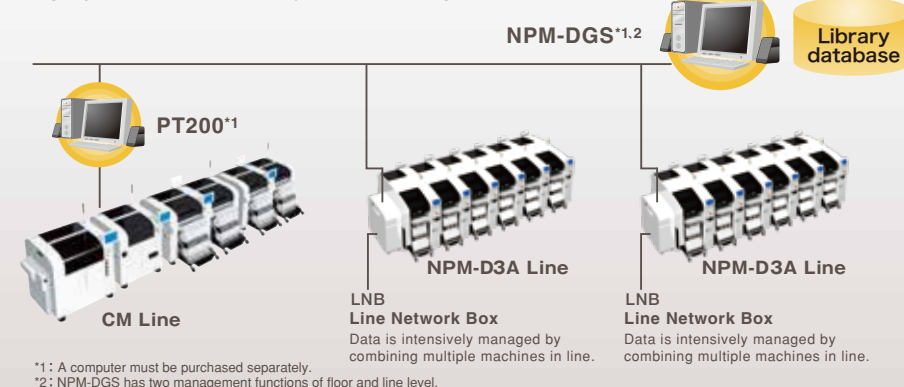 NPM-DGS*1,2
Library
database
PT200*1
NPM-D3A Line
NPM-D3A Line
CM Line
LNB
Line Network Box
Data is intensively managed by
combining multiple machines in line.
LNB
Line Network Box
Data is intensively managed by
combining multiple machines in line.
*1 : A computer must be purchased separately.
*2 : NPM-DGS has two management functions of floor and line level.